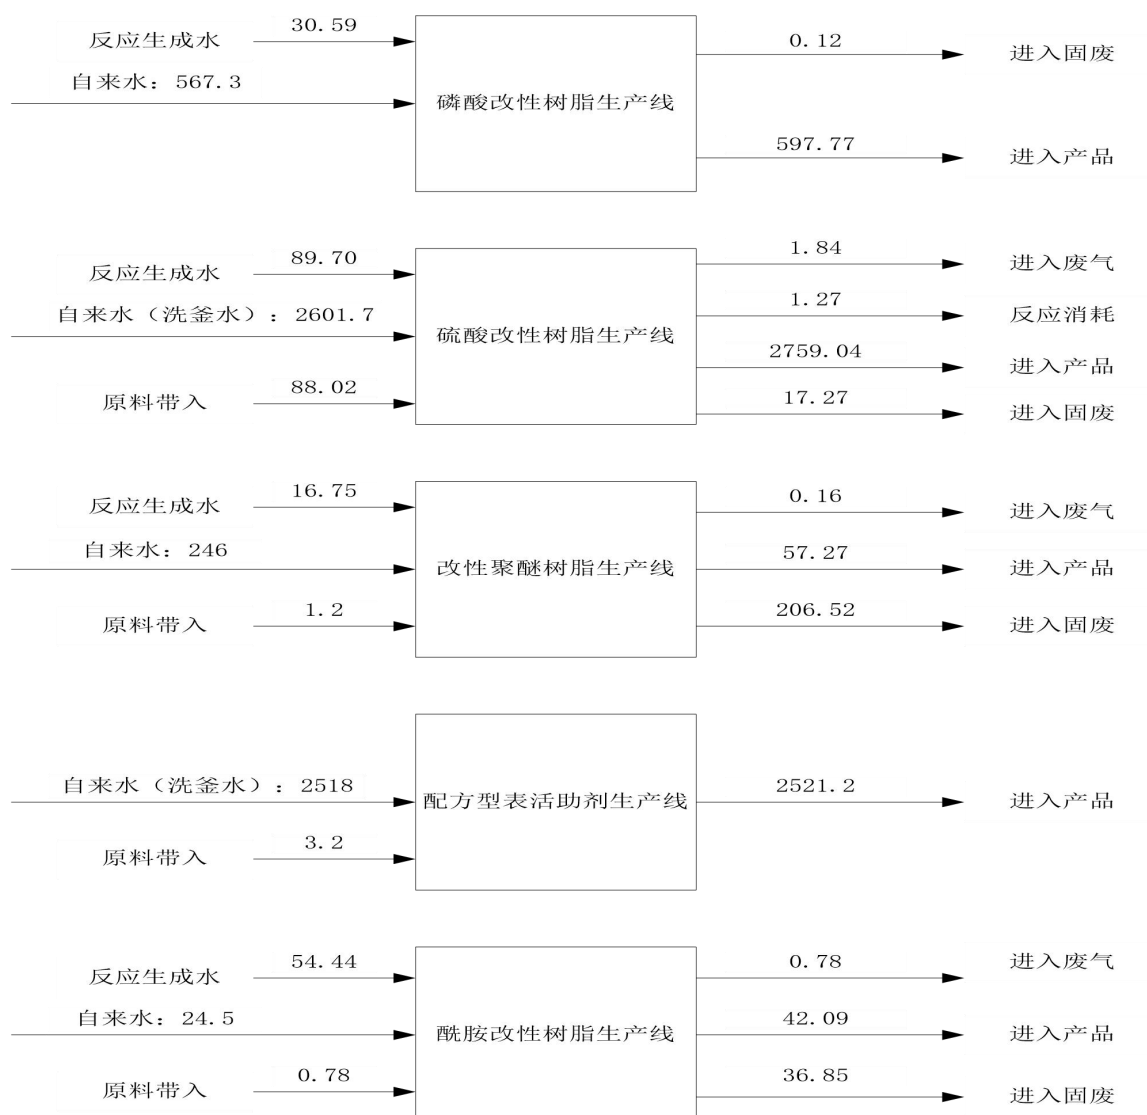 反应生成水 30.59 0.12 进入固废
自来水：567.3
磷酸改性树脂生产线
597.77 进入产品
反应生成水 89.70 1.84 进入废气
自来水（洗釜水）：2601.7 1.27 反应消耗
硫酸改性树脂生产线
2759.04 进入产品
原料带入 88.02 17.27 进入固废
反应生成水 16.75 0.16 进入废气
自来水：246 57.27 进入产品
改性聚醚树脂生产线
原料带入 1.2 206.52 进入固废
自来水（洗釜水）：2518 2521.2 进入产品
配方型表活助剂生产线
原料带入 3.2
反应生成水 54.44 0.78 进入废气
自来水：24.5 42.09 进入产品
酰胺改性树脂生产线
原料带入 0.78 36.85 进入固废